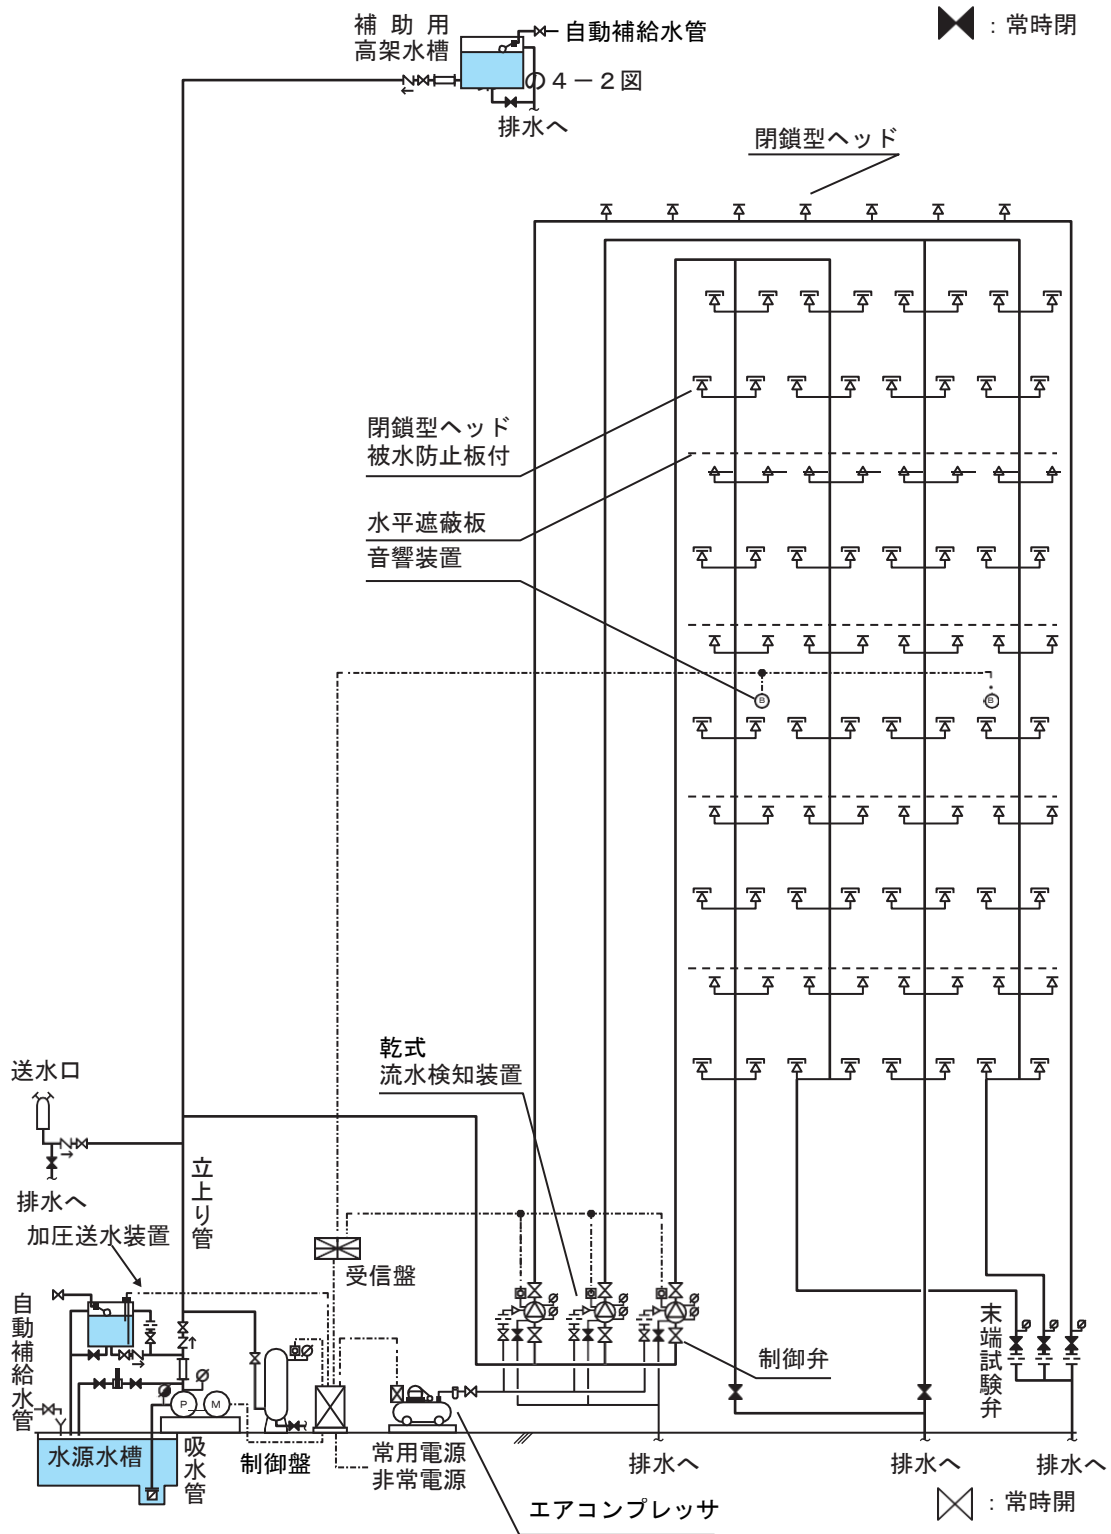 ：常時閉
補助用
高架水槽
自動補給水管
の４－２図
排水へ
閉鎖型ヘッド
閉鎖型ヘッド
被水防止板付
水平遮蔽板
音響装置
B
B
乾式
流水検知装置
送水口
排水へ
立上り管
加圧送水装置
受信盤
自動補給水管
制御弁
末端試験弁
P
M
水源水槽
吸水管
制御盤
常用電源
非常電源
エアコンプレッサ
排水へ
排水へ
排水へ
：常時開